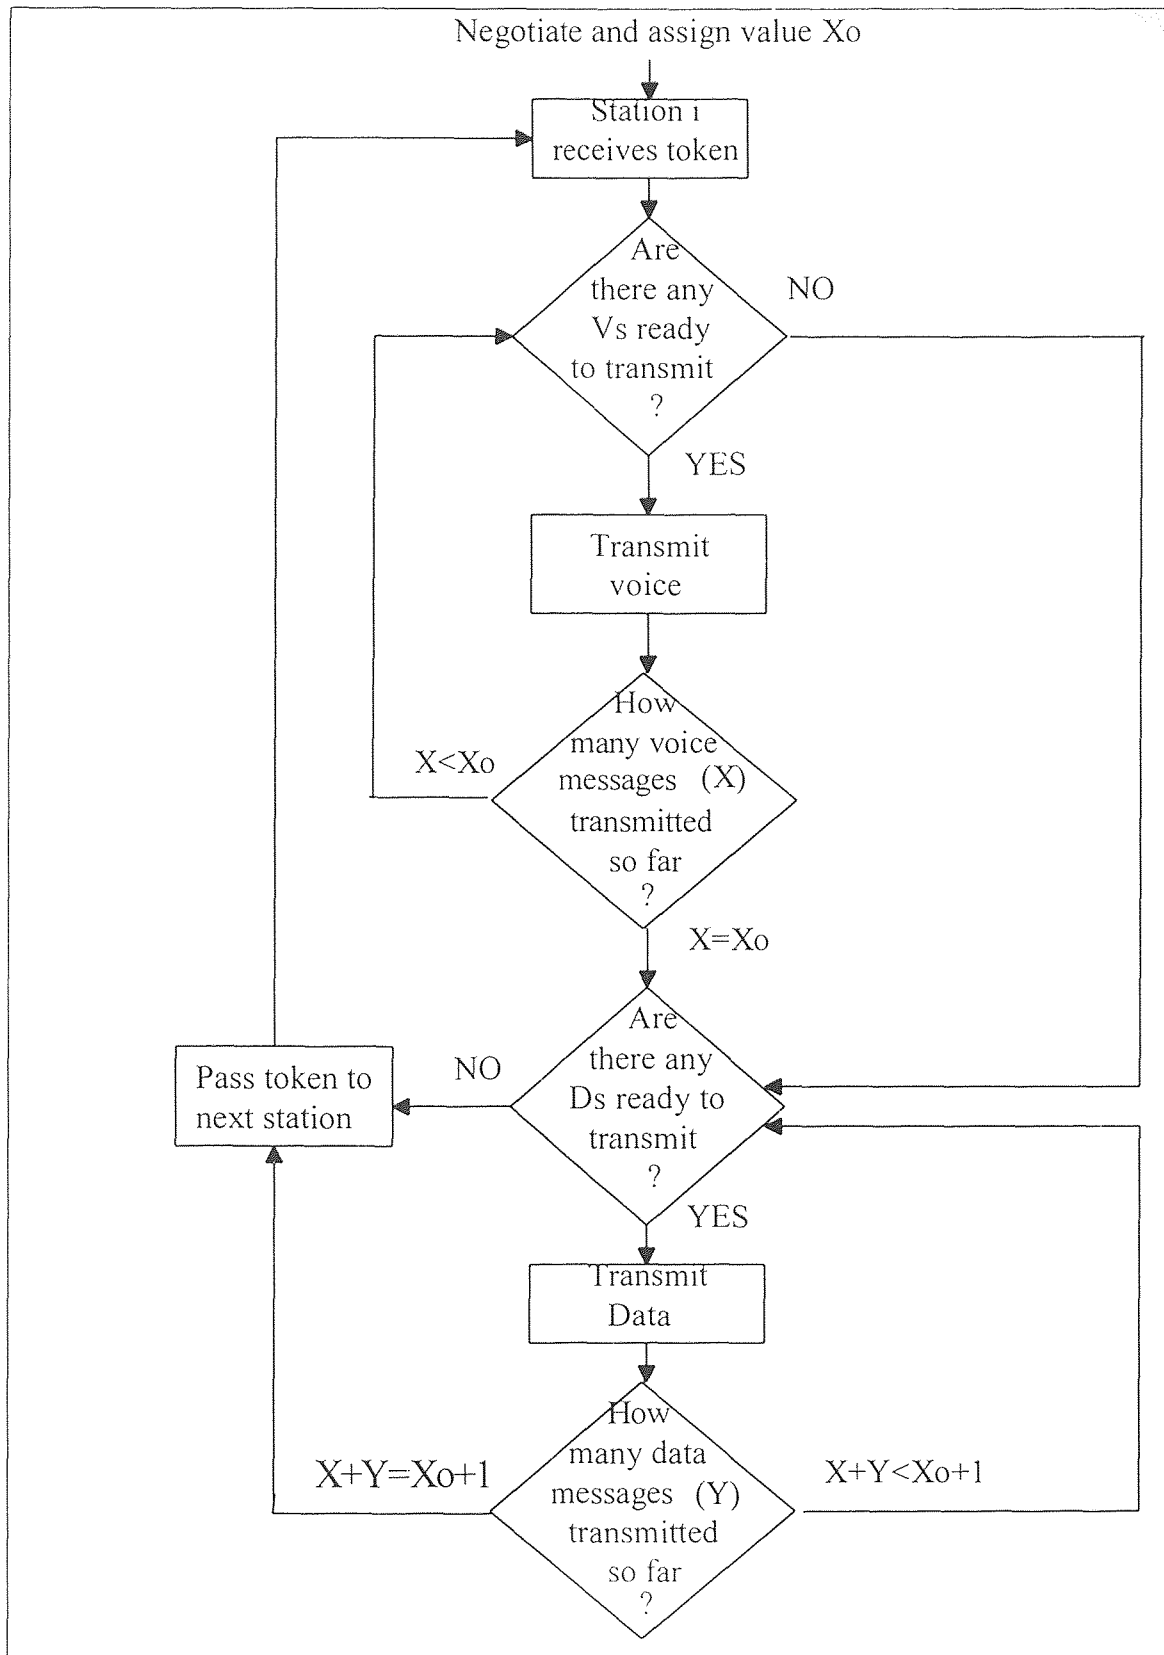 Negotiate and assign value Xo
Station i
receives token
Are
there any
Vs ready
to transmit
?
NO
YES
Transmit
voice
How
many voice
messages (X)
transmitted
so far
?
X<Xo
X=Xo
Are
there any
Ds ready to
transmit
?
NO
Pass token to
next station
YES
Transmit
Data
How
many data
messages (Y)
transmitted
so far
?
X+Y=Xo+1
X+Y<Xo+1